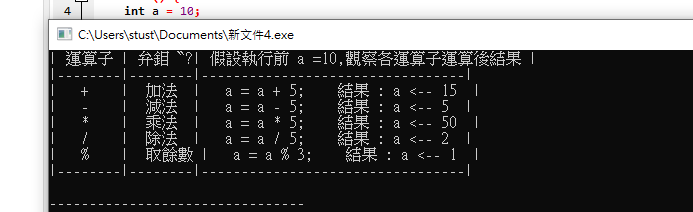 4 int a = 10;
C:\Users\stust\Documents\新文件4.exe
| 運算子 | 弁鉬 ~?| 假設執行前 a =10,觀察各運算子運算後結果 |
|--------|--------|-------------------------------|
| + | 加法 | a = a + 5; 結果 : a <-- 15 |
| - | 減法 | a = a - 5; 結果 : a <-- 5 |
| * | 乘法 | a = a * 5; 結果 : a <-- 50 |
| / | 除法 | a = a / 5; 結果 : a <-- 2 |
| % | 取餘數 | a = a % 3; 結果 : a <-- 1 |
|--------|--------|-------------------------------|
--------------------------------